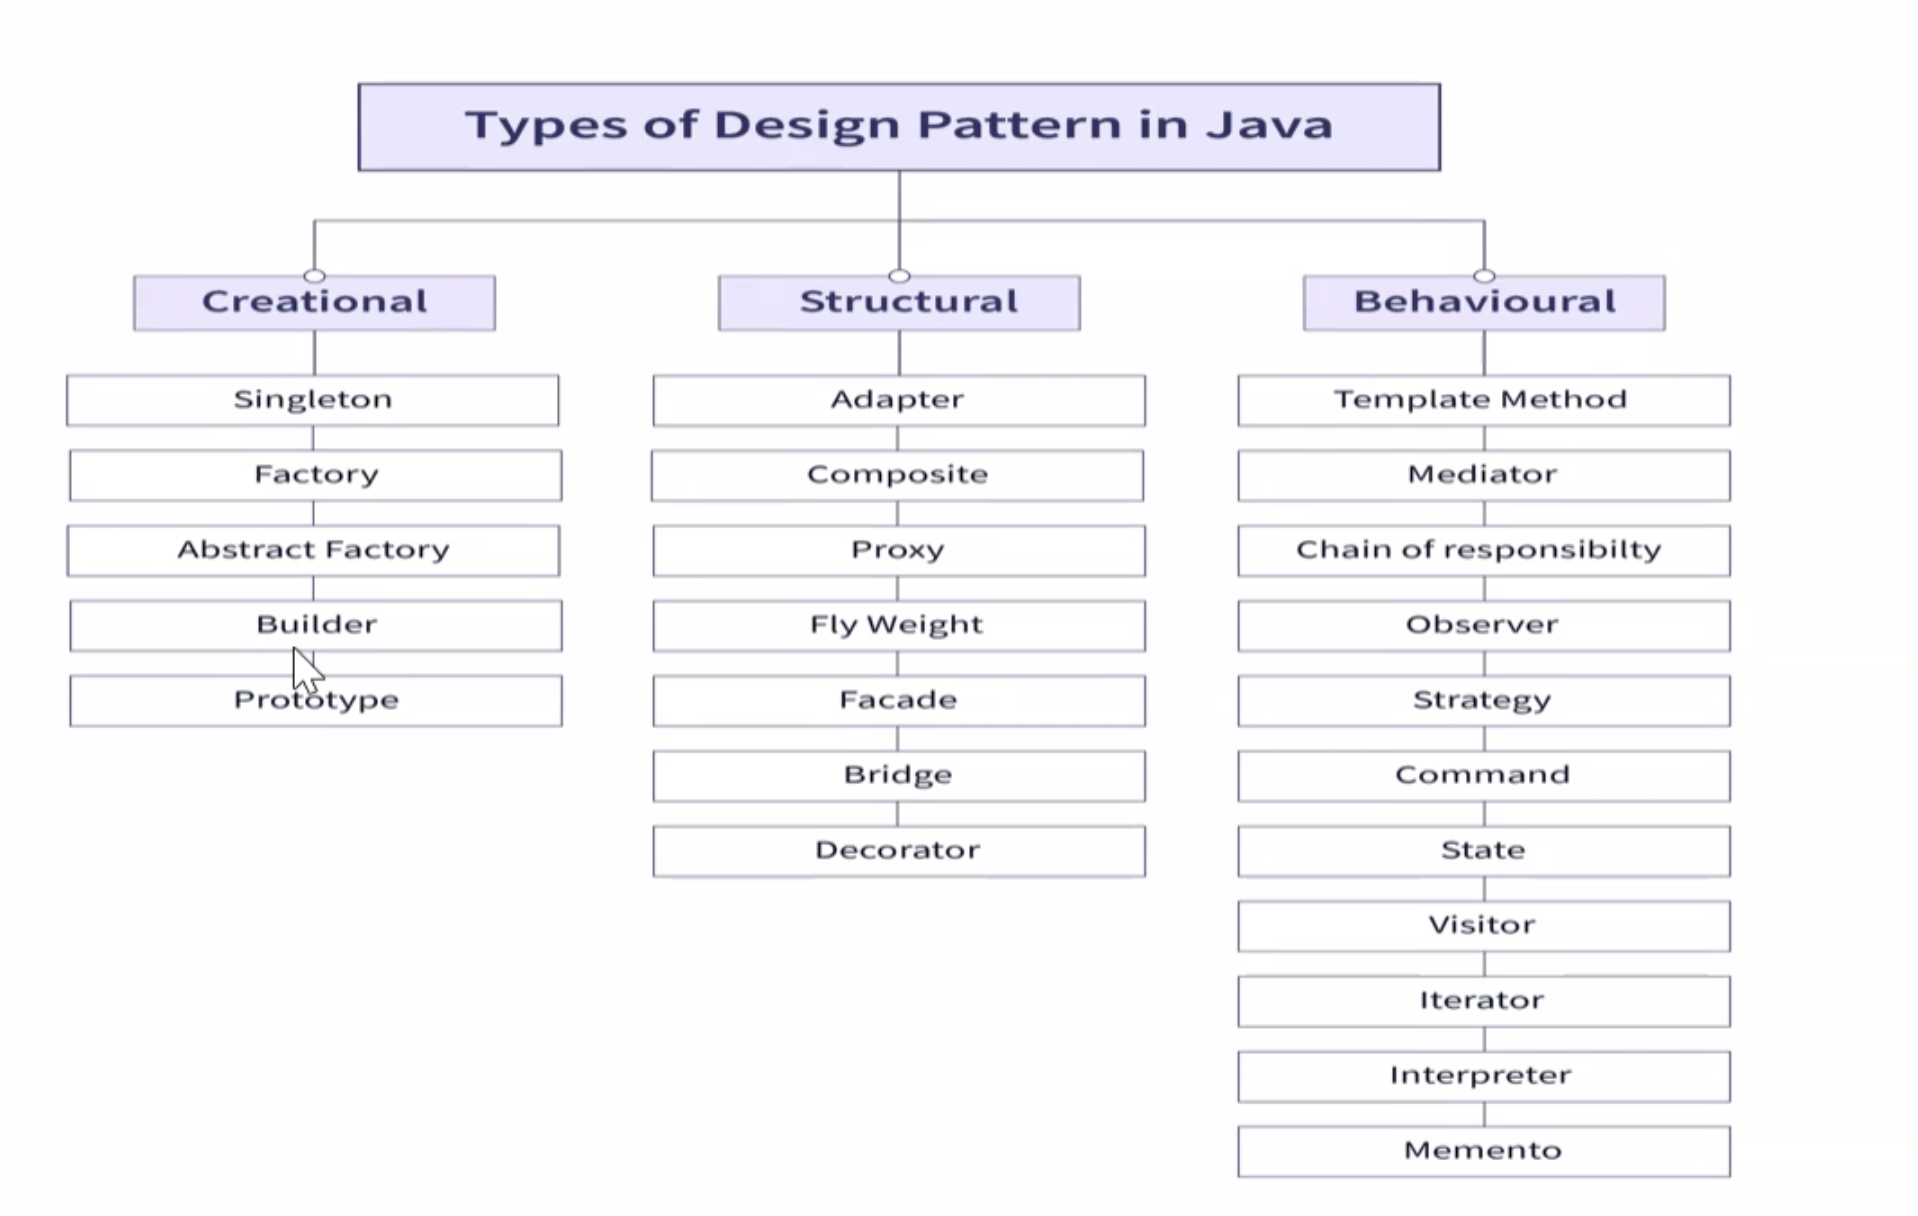 Types of Design Pattern in Java
Creational
Singleton
Factory
Abstract Factory
Builder
Prototype
Structural
Adapter
Composite
Proxy
Fly Weight
Facade
Bridge
Decorator
Behavioural
Template Method
Mediator
Chain of responsibilty
Observer
Strategy
Command
State
Visitor
Iterator
Interpreter
Memento